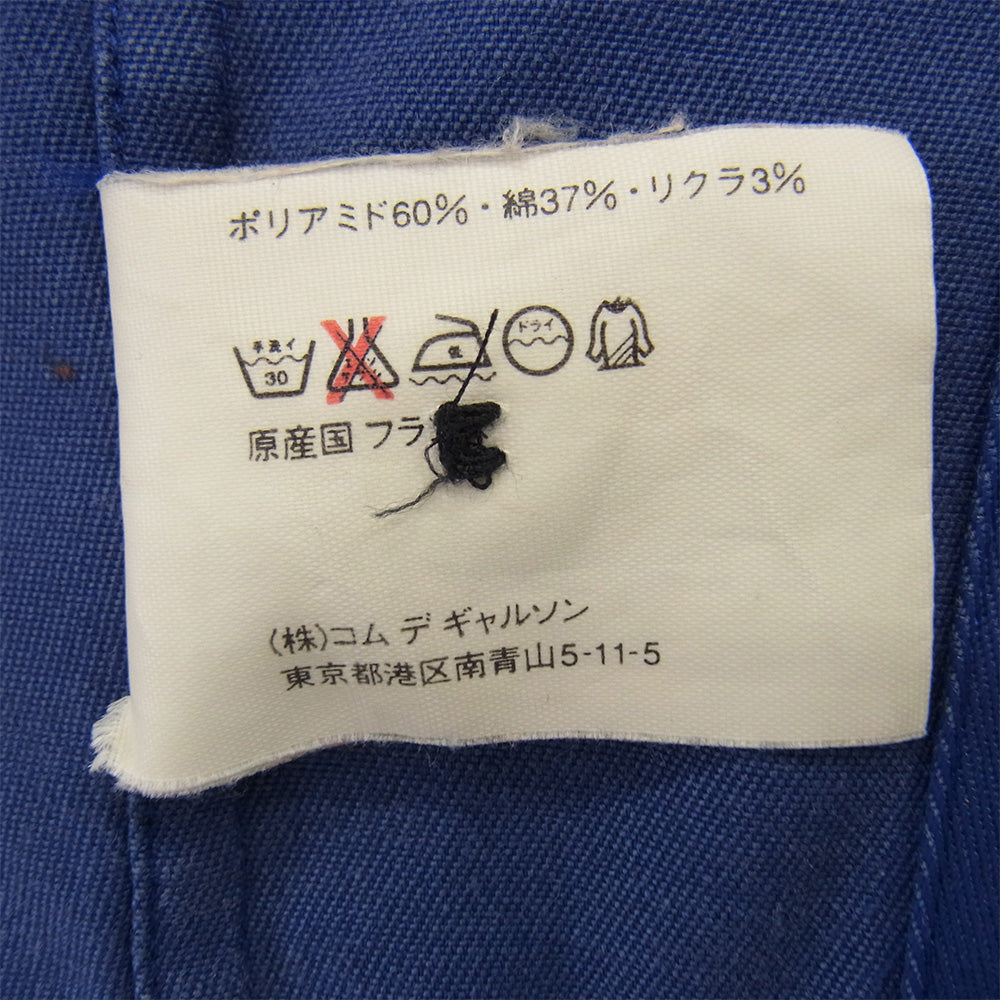 ポリアミド60%・綿37%・リクラ3%
手洗イ 30 低 ドライ
原産国 フラ
(株)コム デ ギャルソン
東京都港区南青山5-11-5